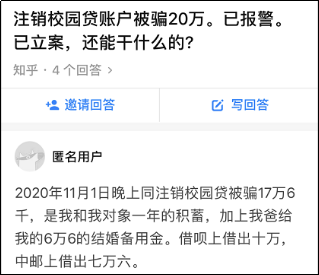 注销校园贷账户被骗20万。已报警。
已立案，还能干什么的?
知乎 · 4 个回答 >
邀请回答
写回答
匿名用户
2020年11月1日晚上同注销校园贷被骗17万6
千，是我和我对象一年的积蓄，加上我爸给
我的6万6的结婚备用金。借呗上借出十万，
中邮上借出七万六。